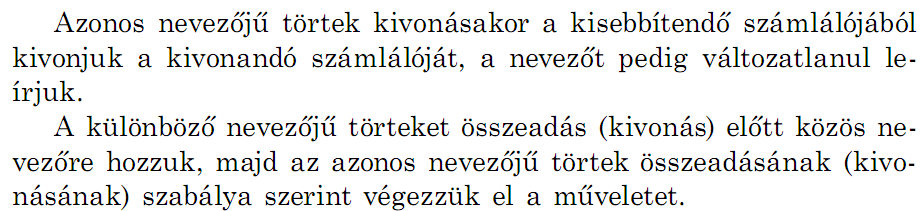 Azonos nevezőjű törtek kivonásakor a kisebbítendő számlálójából
kivonjuk a kivonandó számlálóját, a nevezőt pedig változatlanul le-
írjuk.
A különböző nevezőjű törteket összeadás (kivonás) előtt közös ne-
vezőre hozzuk, majd az azonos nevezőjű törtek összeadásának (kivo-
násának) szabálya szerint végezzük el a műveletet.